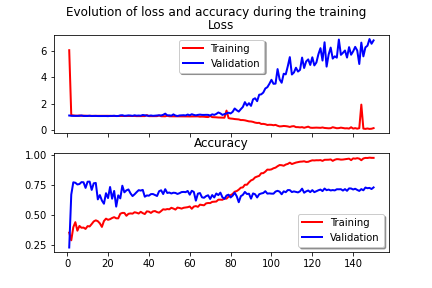 Evolution of loss and accuracy during the training
Loss
6
4
2
0
Training
Validation
Accuracy
1.00
0.75
0.50
0.25
Training
Validation
0 20 40 60 80 100 120 140